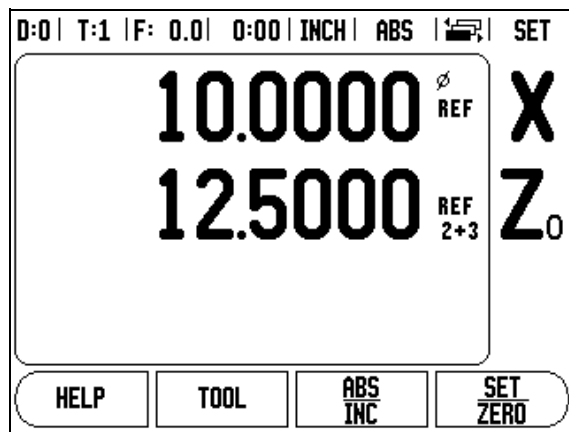 D:0 | T:1 | F: 0.0 | 0:00 | INCH | ABS | | SET
10.0000 Ø REF X
12.5000 REF 2+3 Z0
HELP TOOL ABS INC SET ZERO